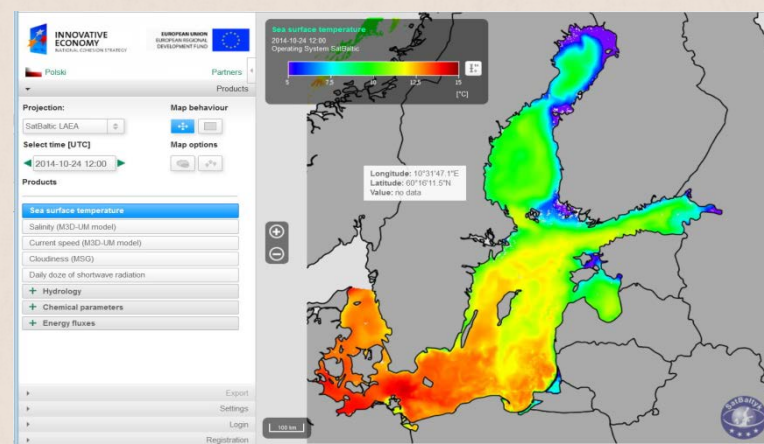 INNOVATIVE
ECONOMY
NATIONAL COHESION STRATEGY
EUROPEAN UNION
EUROPEAN REGIONAL
DEVELOPMENT FUND
Polski
Partners
Products
Projection:
Map behaviour
SatBaltic LAEA
Select time [UTC]
Map options
2014-10-24 12:00
Products
Sea surface temperature
Salinity (M3D-UM model)
Current speed (M3D-UM model)
Cloudiness (MSG)
Daily doze of shortwave radiation
+ Hydrology
+ Chemical parameters
+ Energy fluxes
Export
Settings
Login
Registration
Sea surface temperature
2014-10-24 12:00
Operating System SatBaltic
5 7,5 10 12,5 15
[°C]
Longitude: 10°31'47.1"E
Latitude: 60°16'11.5"N
Value: no data
100 km
SatBałtyk